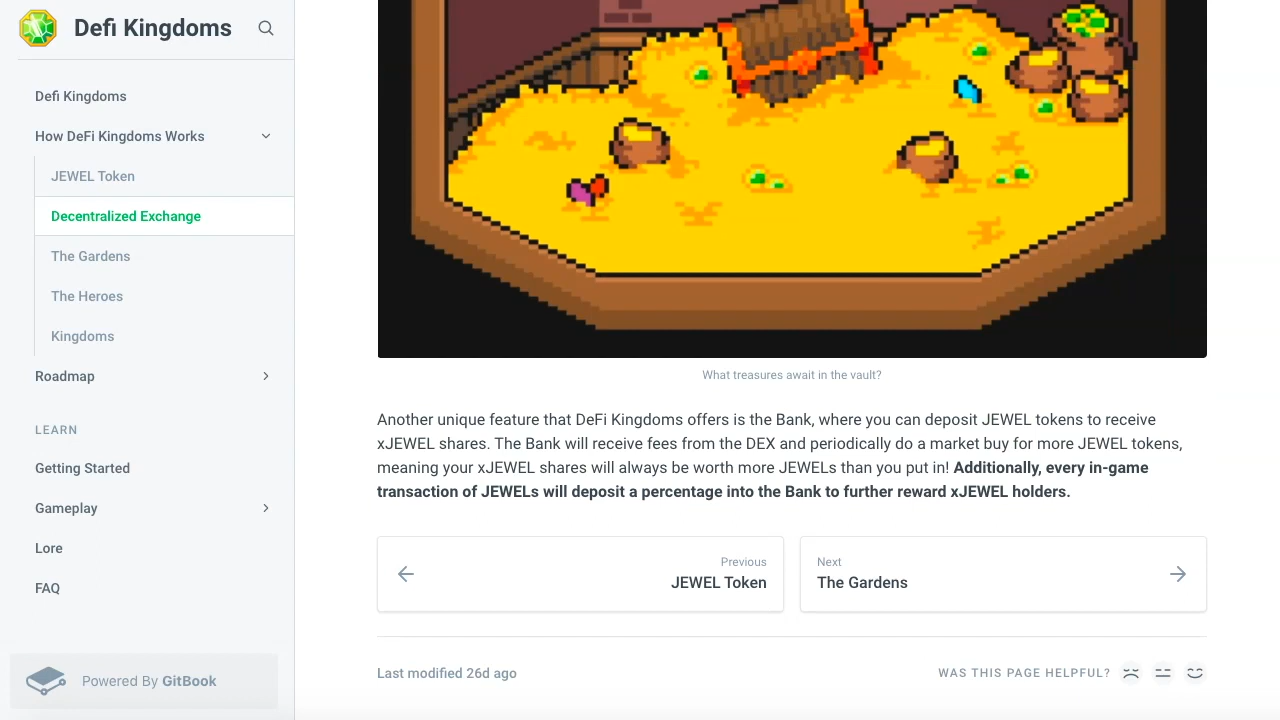 Defi Kingdoms
Defi Kingdoms
How DeFi Kingdoms Works
JEWEL Token
Decentralized Exchange
The Gardens
The Heroes
Kingdoms
Roadmap
LEARN
Getting Started
Gameplay
Lore
FAQ
Powered By GitBook
What treasures await in the vault?
Another unique feature that DeFi Kingdoms offers is the Bank, where you can deposit JEWEL tokens to receive
xJEWEL shares. The Bank will receive fees from the DEX and periodically do a market buy for more JEWEL tokens,
meaning your xJEWEL shares will always be worth more JEWELs than you put in! Additionally, every in-game
transaction of JEWELs will deposit a percentage into the Bank to further reward xJEWEL holders.
Previous
JEWEL Token
Next
The Gardens
Last modified 26d ago
WAS THIS PAGE HELPFUL?